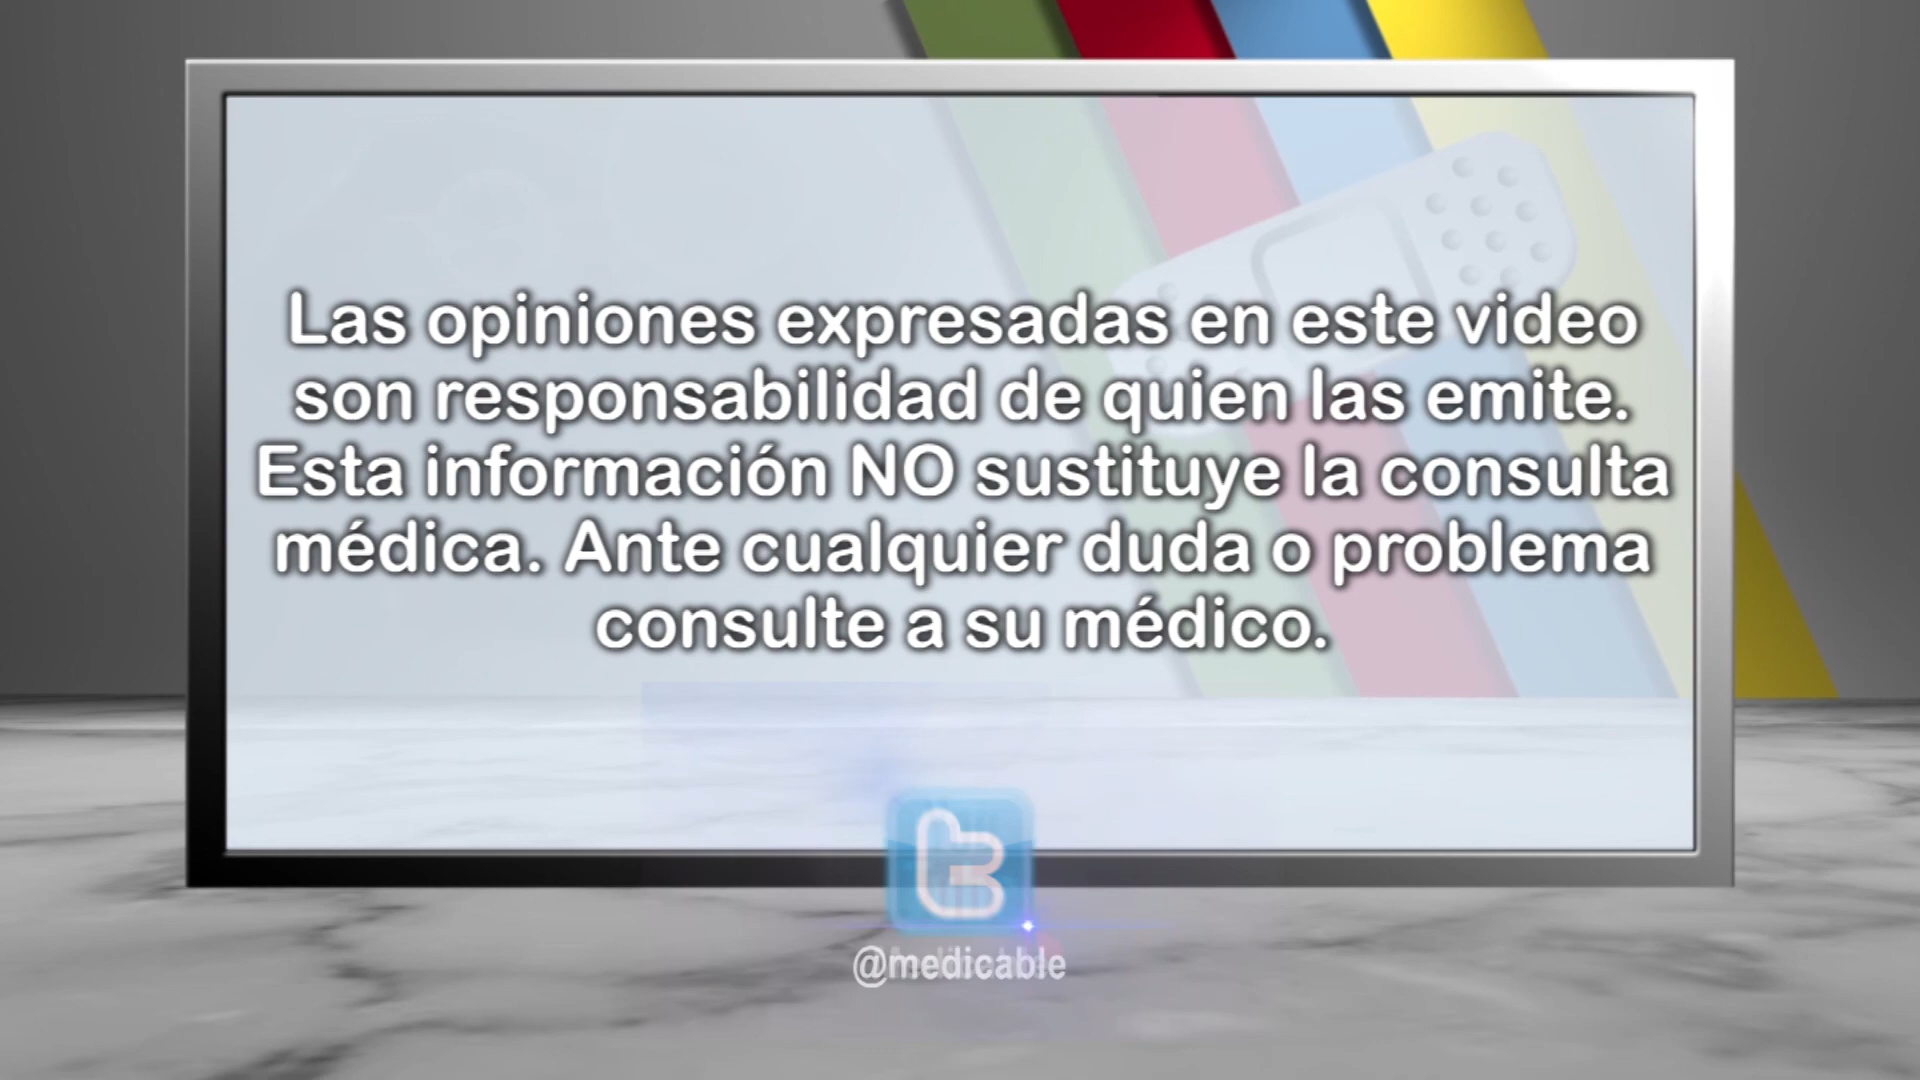 Las opiniones expresadas en este video
son responsabilidad de quien las emite.
Esta información NO sustituye la consulta
médica. Ante cualquier duda o problema
consulte a su médico.
@medicable